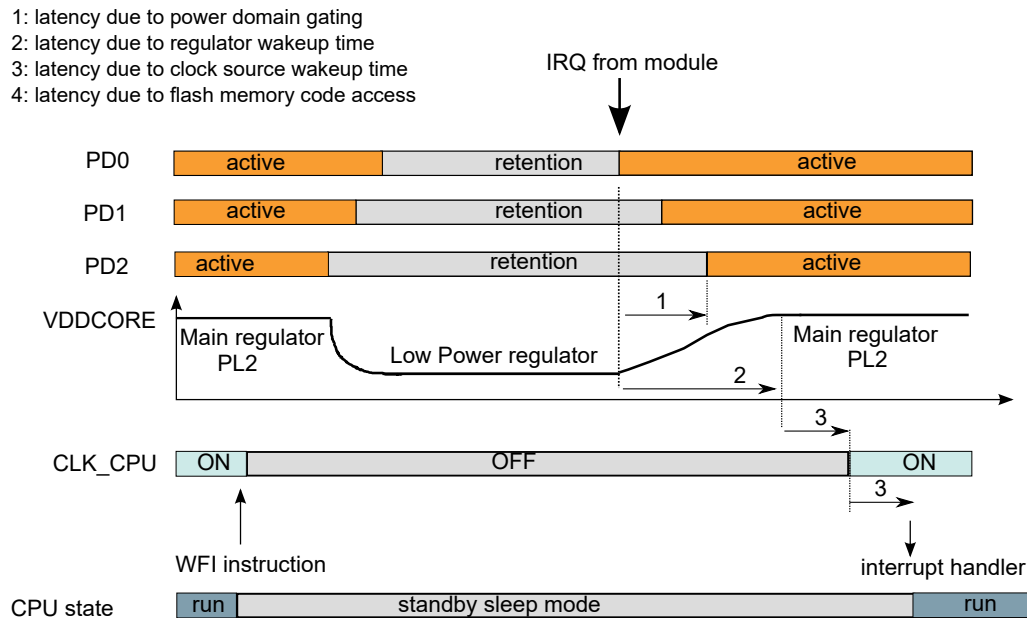 1: latency due to power domain gating
2: latency due to regulator wakeup time
3: latency due to clock source wakeup time
4: latency due to flash memory code access
IRQ from module
PD0 active retention active
PD1 active retention active
PD2 active retention active
1
VDDCORE
Main regulator
PL2
Low Power regulator
Main regulator
PL2
2
3
CLK_CPU ON OFF ON
3
WFI instruction
interrupt handler
CPU state run standby sleep mode run